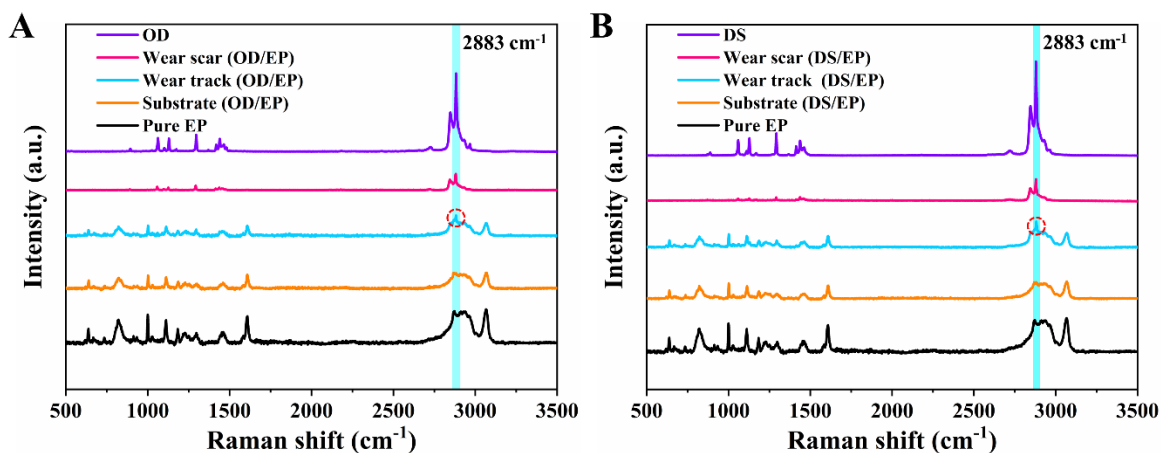 A
OD
Wear scar (OD/EP)
Wear track (OD/EP)
Substrate (OD/EP)
Pure EP
2883 cm⁻¹
Intensity (a.u.)
500 1000 1500 2000 2500 3000 3500
Raman shift (cm⁻¹)
B
DS
Wear scar (DS/EP)
Wear track (DS/EP)
Substrate (DS/EP)
Pure EP
2883 cm⁻¹
Intensity (a.u.)
500 1000 1500 2000 2500 3000 3500
Raman shift (cm⁻¹)